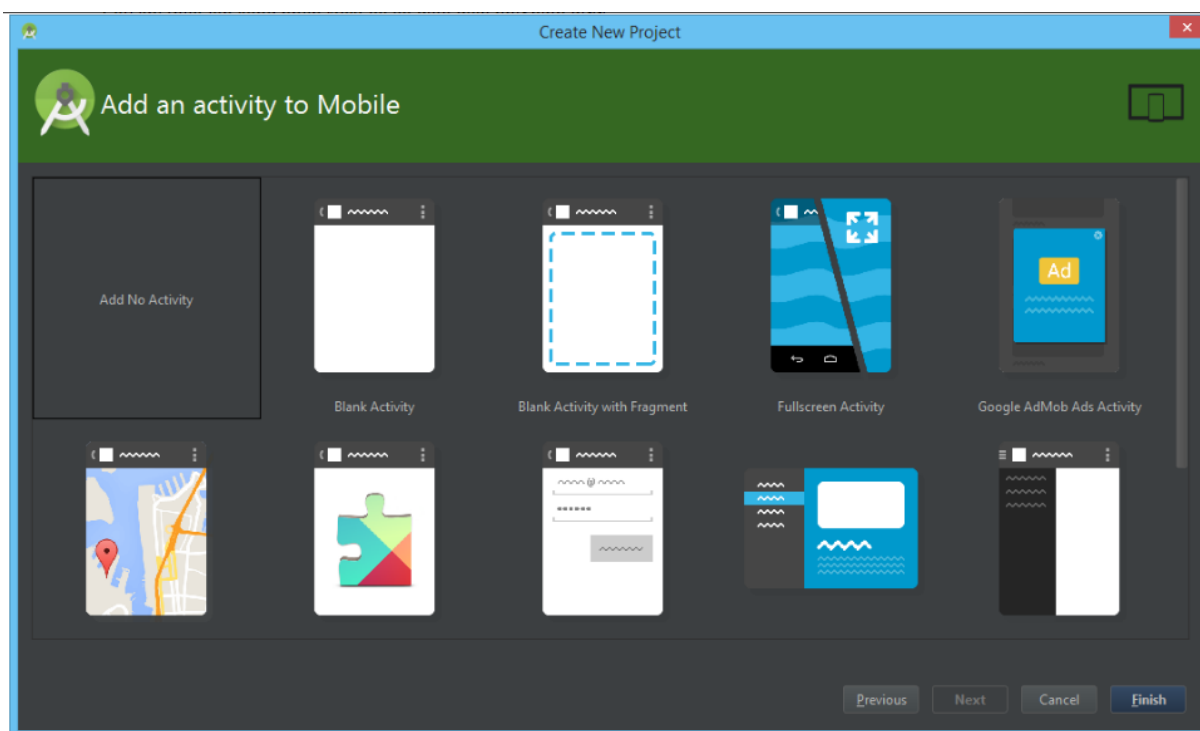 Create New Project
Add an activity to Mobile
Add No Activity
Blank Activity
Blank Activity with Fragment
Fullscreen Activity
Google AdMob Ads Activity
Ad
Previous
Next
Cancel
Finish